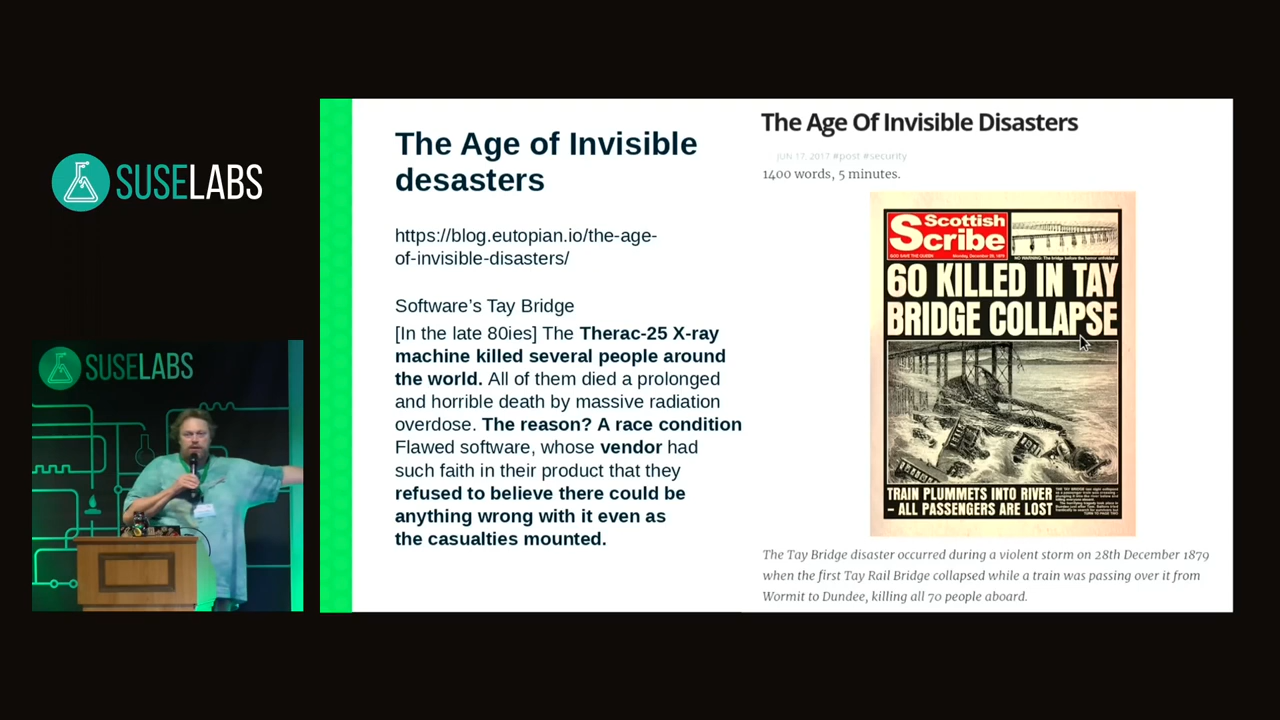 SUSELABS
The Age of Invisible
desasters
https://blog.eutopian.io/the-age-
of-invisible-disasters/
Software's Tay Bridge
[In the late 80ies] The Therac-25 X-ray
machine killed several people around
the world. All of them died a prolonged
and horrible death by massive radiation
overdose. The reason? A race condition
Flawed software, whose vendor had
such faith in their product that they
refused to believe there could be
anything wrong with it even as
the casualties mounted.
The Age Of Invisible Disasters
JUN 17, 2017 #post #security
1400 words, 5 minutes.
Scottish
Scribe
60 KILLED IN TAY
BRIDGE COLLAPSE
TRAIN PLUMMETS INTO RIVER
– ALL PASSENGERS ARE LOST
The Tay Bridge disaster occurred during a violent storm on 28th December 1879
when the first Tay Rail Bridge collapsed while a train was passing over it from
Wormit to Dundee, killing all 70 people aboard.
SUSELABS